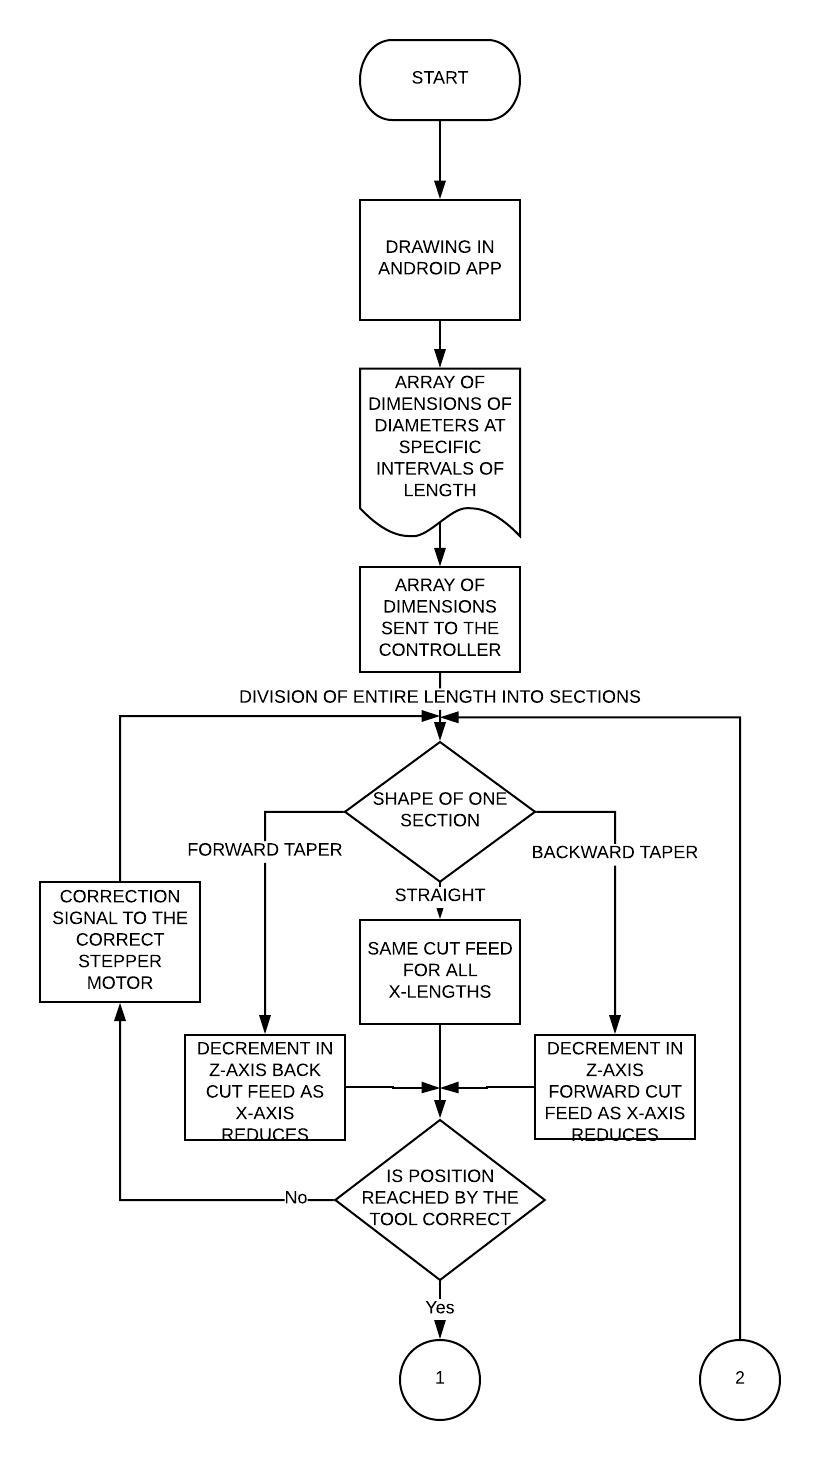 START
DRAWING IN
ANDROID APP
ARRAY OF
DIMENSIONS OF
DIAMETERS AT
SPECIFIC
INTERVALS OF
LENGTH
ARRAY OF
DIMENSIONS
SENT TO THE
CONTROLLER
DIVISION OF ENTIRE LENGTH INTO SECTIONS
SHAPE OF ONE
SECTION
FORWARD TAPER
BACKWARD TAPER
STRAIGHT
CORRECTION
SIGNAL TO THE
CORRECT
STEPPER
MOTOR
SAME CUT FEED
FOR ALL
X-LENGTHS
DECREMENT IN
Z-AXIS BACK
CUT FEED AS
X-AXIS
REDUCES
DECREMENT IN
Z-AXIS
FORWARD CUT
FEED AS X-AXIS
REDUCES
IS POSITION
REACHED BY THE
TOOL CORRECT
No
Yes
1
2